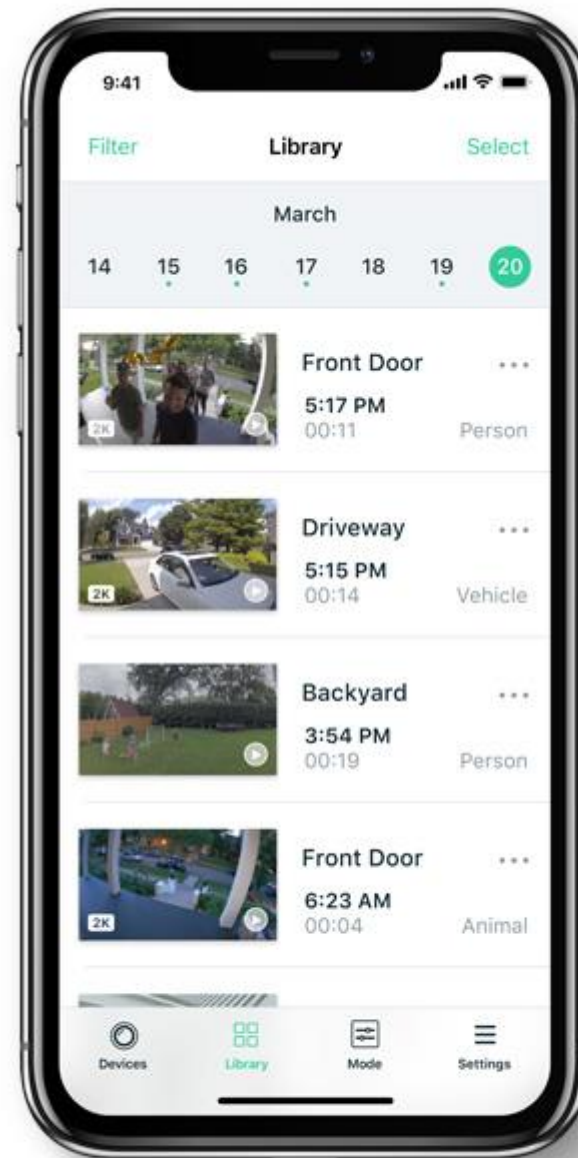 9:41
Filter Library Select
March
14 15 16 17 18 19 20
Front Door
5:17 PM
00:11 Person
2K
Driveway
5:15 PM
00:14 Vehicle
2K
Backyard
3:54 PM
00:19 Person
Front Door
6:23 AM
00:04 Animal
2K
Devices Library Mode Settings